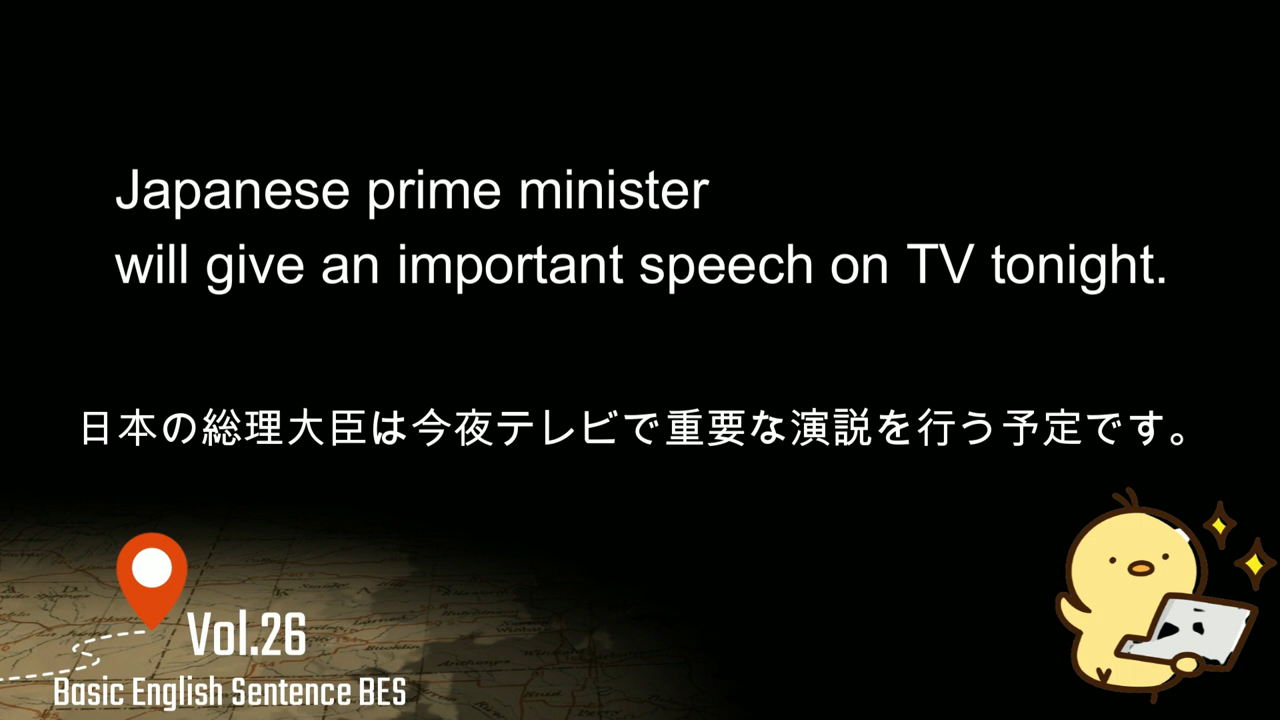 Japanese prime minister
will give an important speech on TV tonight.
日本の総理大臣は今夜テレビで重要な演説を行う予定です。
Vol.26
Basic English Sentence BES